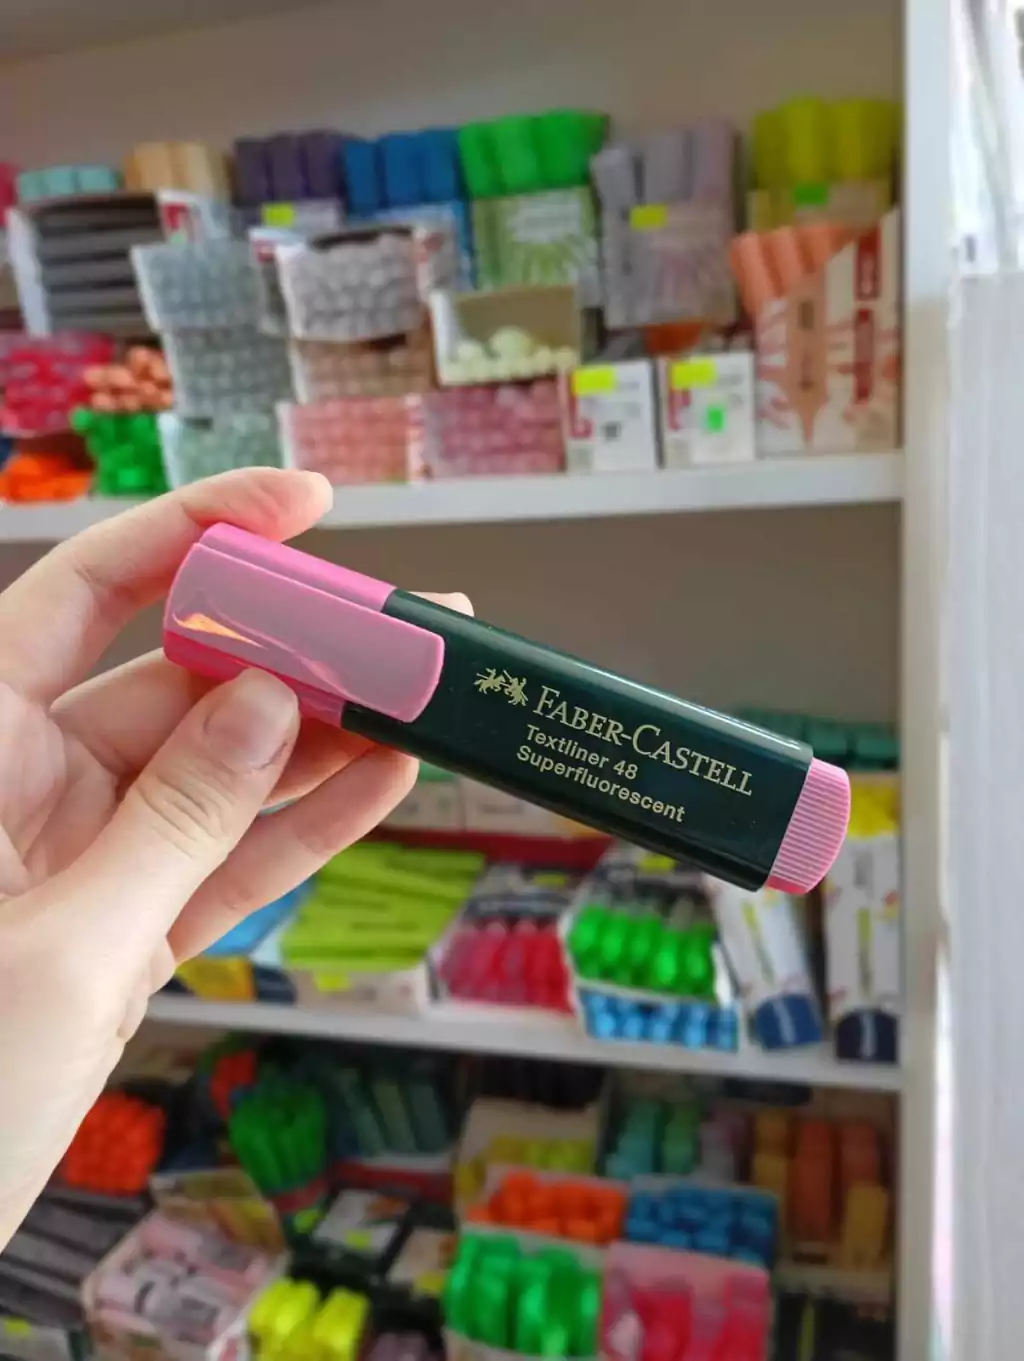 FABER-CASTELL
Textliner 48
Superfluorescent